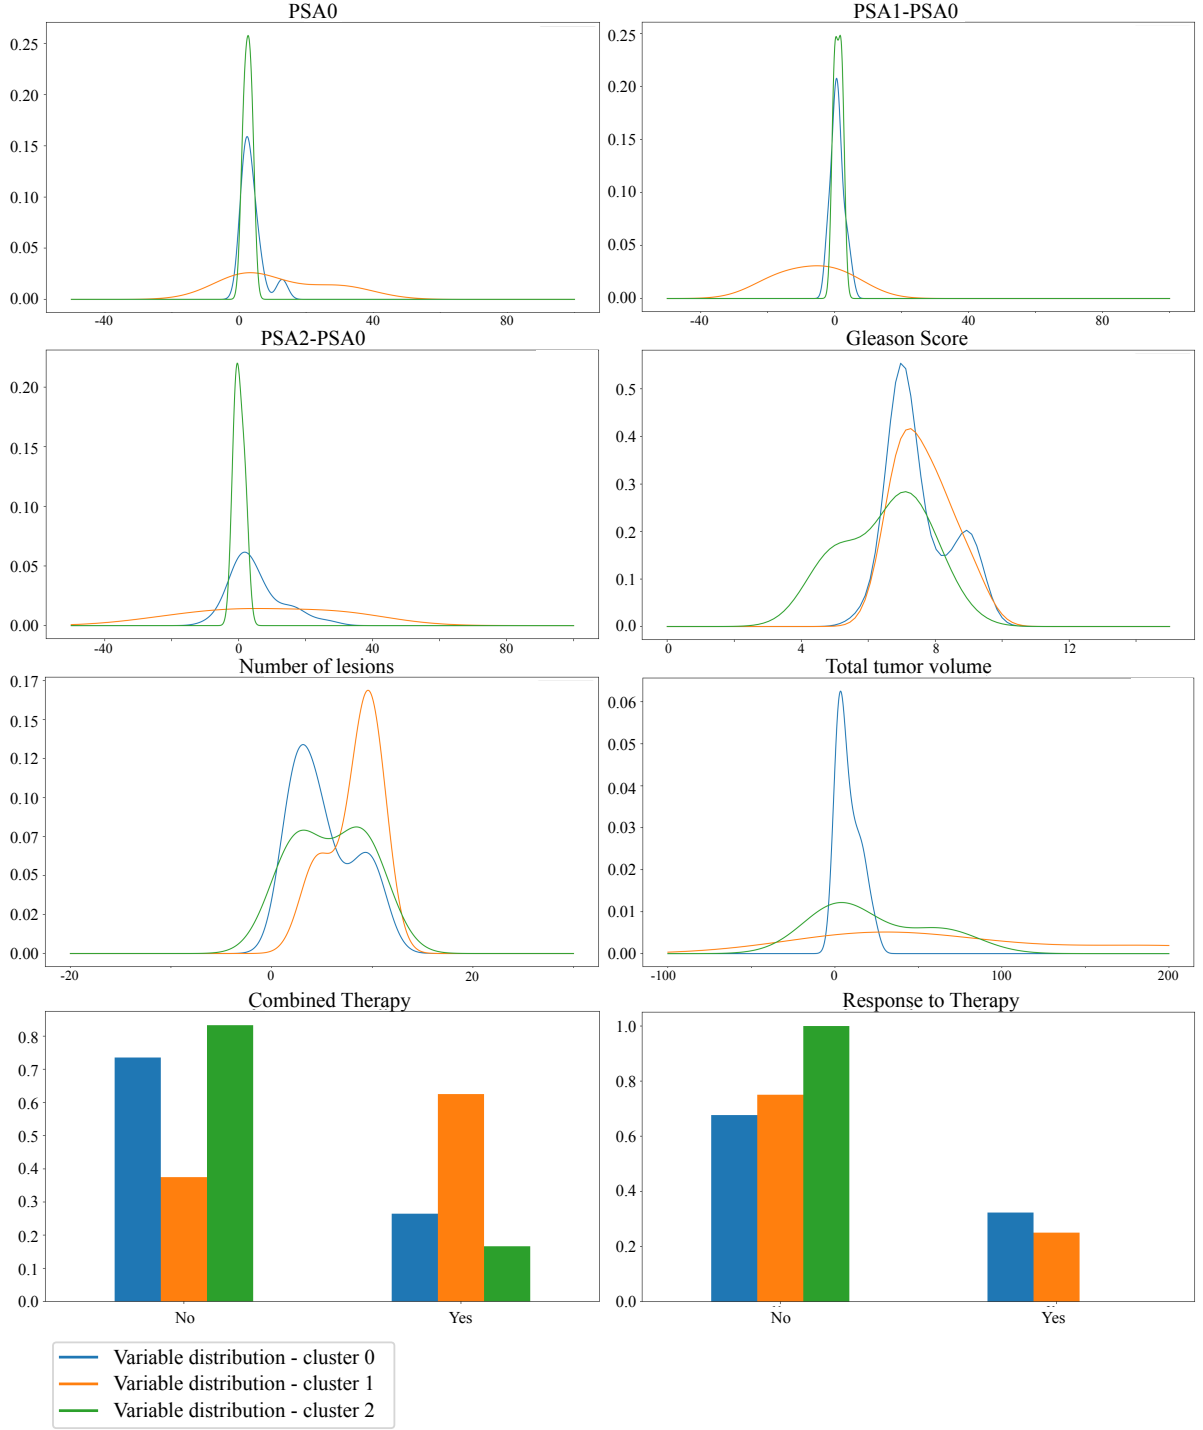 PSA0
PSA1-PSA0
0.25
0.20
0.15
0.10
0.05
0.00
-40 0 40 80
0.25
0.20
0.15
0.10
0.05
0.00
-40 0 40 80
PSA2-PSA0
Gleason Score
0.20
0.15
0.10
0.05
0.00
-40 0 40 80
0.5
0.4
0.3
0.2
0.1
0.0
0 4 8 12
Number of lesions
Total tumor volume
0.17
0.15
0.12
0.10
0.07
0.05
0.02
0.00
-20 0 20
0.06
0.05
0.04
0.03
0.02
0.01
0.00
-100 0 100 200
Combined Therapy
Response to Therapy
0.8
0.7
0.6
0.5
0.4
0.3
0.2
0.1
0.0
No Yes
1.0
0.8
0.6
0.4
0.2
0.0
No Yes
Variable distribution - cluster 0
Variable distribution - cluster 1
Variable distribution - cluster 2